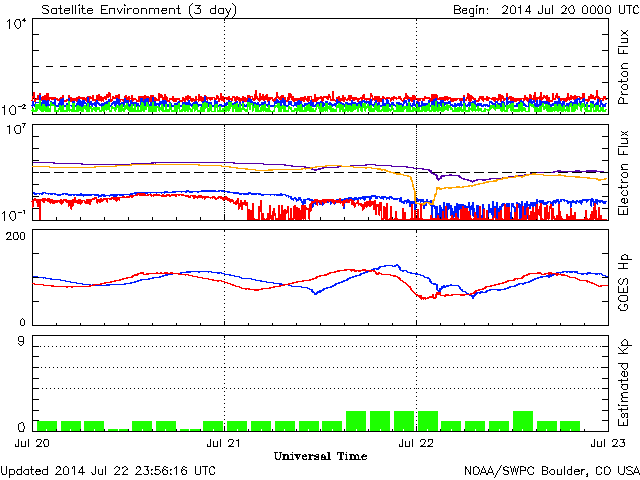 Satellite Environment (3 day)
Begin: 2014 Jul 20 0000 UTC
10^4
10^-2
Proton Flux
10^7
10^-1
Electron Flux
200
0
GOES Hp
9
0
Estimated Kp
Jul 20
Jul 21
Jul 22
Jul 23
Universal Time
Updated 2014 Jul 22 23:56:16 UTC
NOAA/SWPC Boulder, CO USA